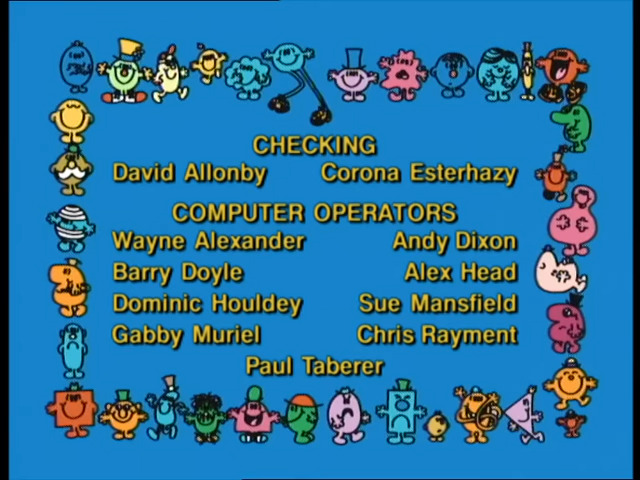 CHECKING
David Allonby Corona Esterhazy
COMPUTER OPERATORS
Wayne Alexander Andy Dixon
Barry Doyle Alex Head
Dominic Houldey Sue Mansfield
Gabby Muriel Chris Rayment
Paul Taberer